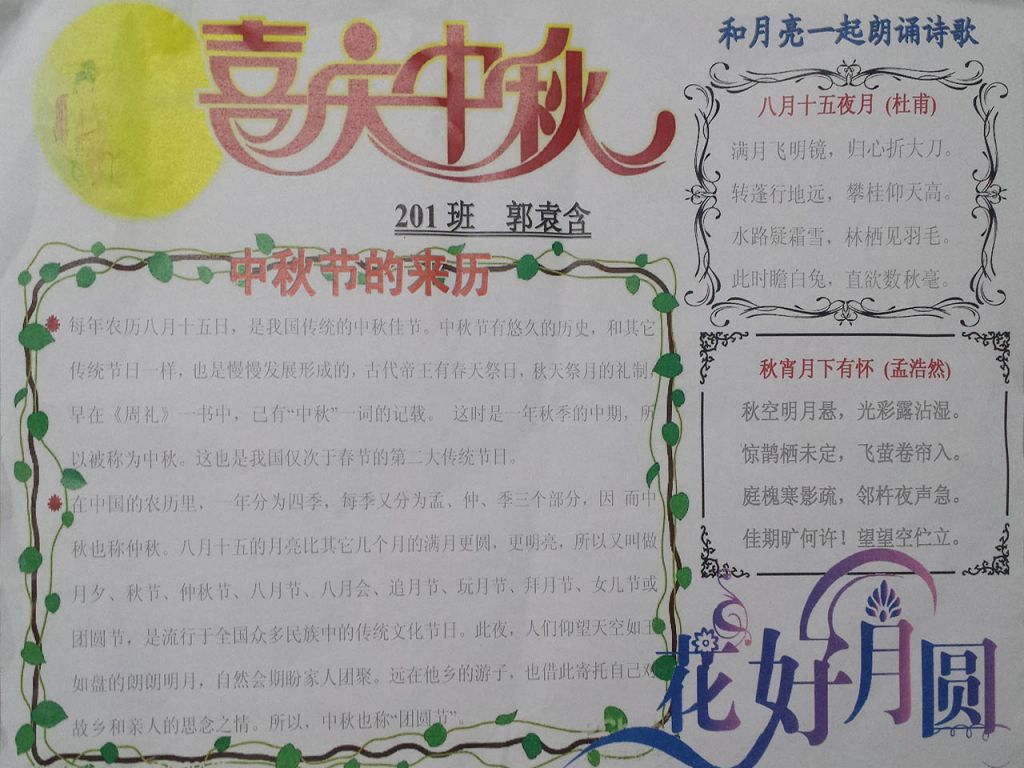 喜庆中秋
201班 郭袁含
中秋节的来历
每年农历八月十五日，是我国传统的中秋佳节。中秋节有悠久的历史，和其它
传统节日一样，也是慢慢发展形成的，古代帝王有春天祭日，秋天祭月的礼制，
早在《周礼》一书中，已有“中秋”一词的记载。 这时是一年秋季的中期，所
以被称为中秋。这也是我国仅次于春节的第二大传统节日。
在中国的农历里，一年分为四季，每季又分为孟、仲、季三个部分，因 而中
秋也称仲秋。八月十五的月亮比其它几个月的满月更圆，更明亮，所以又叫做
月夕、秋节、仲秋节、八月节、八月会、追月节、玩月节、拜月节、女儿节或
团圆节，是流行于全国众多民族中的传统文化节日。此夜，人们仰望天空如玉
如盘的朗朗明月，自然会期盼家人团聚。远在他乡的游子，也借此寄托自己对
故乡和亲人的思念之情。所以，中秋也称“团圆节”。
和月亮一起朗诵诗歌
八月十五夜月 (杜甫)
满月飞明镜，归心折大刀。
转蓬行地远，攀桂仰天高。
水路疑霜雪，林栖见羽毛。
此时瞻白兔，直欲数秋毫。
秋宵月下有怀 (孟浩然)
秋空明月悬，光彩露沾湿。
惊鹊栖未定，飞萤卷帘入。
庭槐寒影疏，邻杵夜声急。
佳期旷何许！望望空伫立。
花好月圆